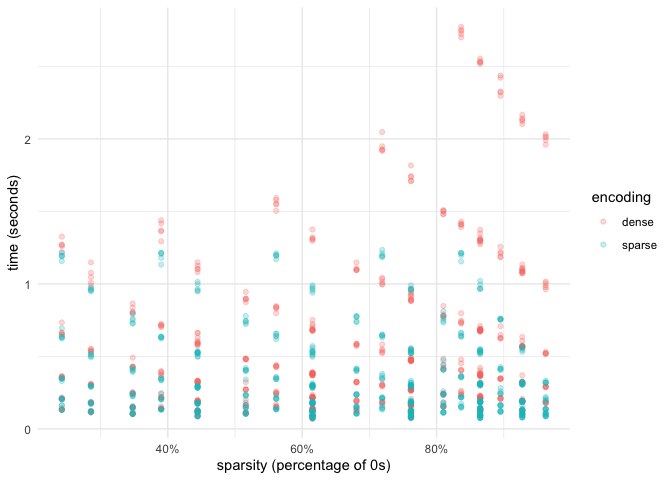 2
1
0
time (seconds)
40%
60%
80%
sparsity (percentage of 0s)
encoding
dense
sparse